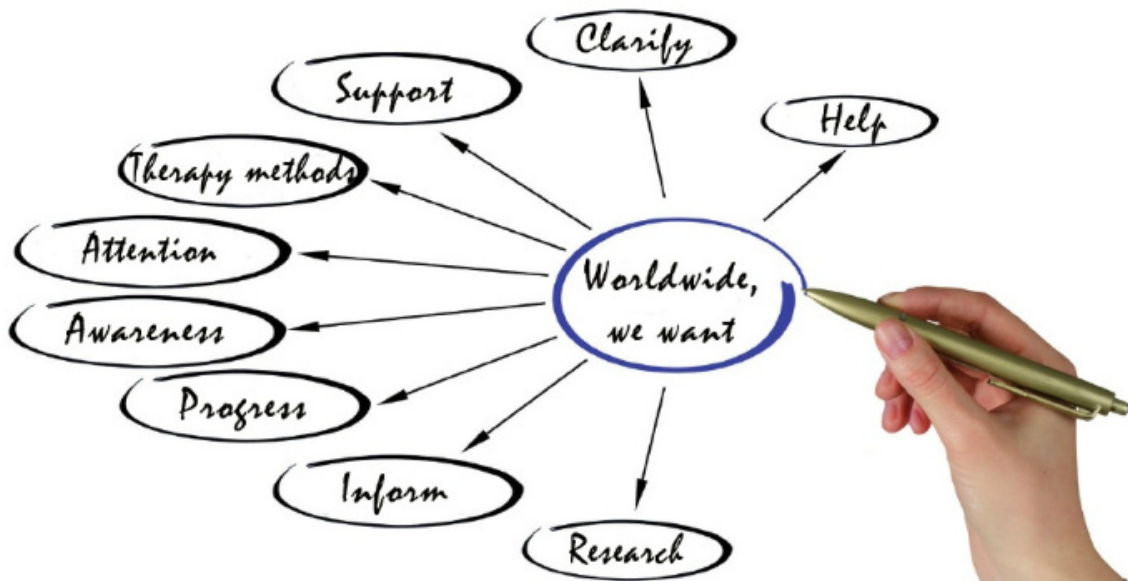 Clarify
Support
Help
Therapy methods
Attention
Worldwide,
we want
Awareness
Progress
Inform
Research